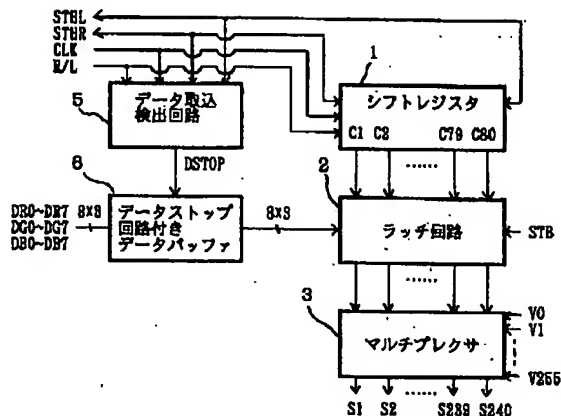 STHL
STHR
CLK
R/L
1
シフトレジスタ
C1 C2 C79 C80
5
データ取込
検出回路
DSTOP
6
DR0~DR7
DG0~DG7
DB0~DB7
8×3
データストップ
回路付き
データバッファ
8×3
2
ラッチ回路
STB
3
マルチプレクサ
V0
V1
V255
S1 S2 ...... S239 S240